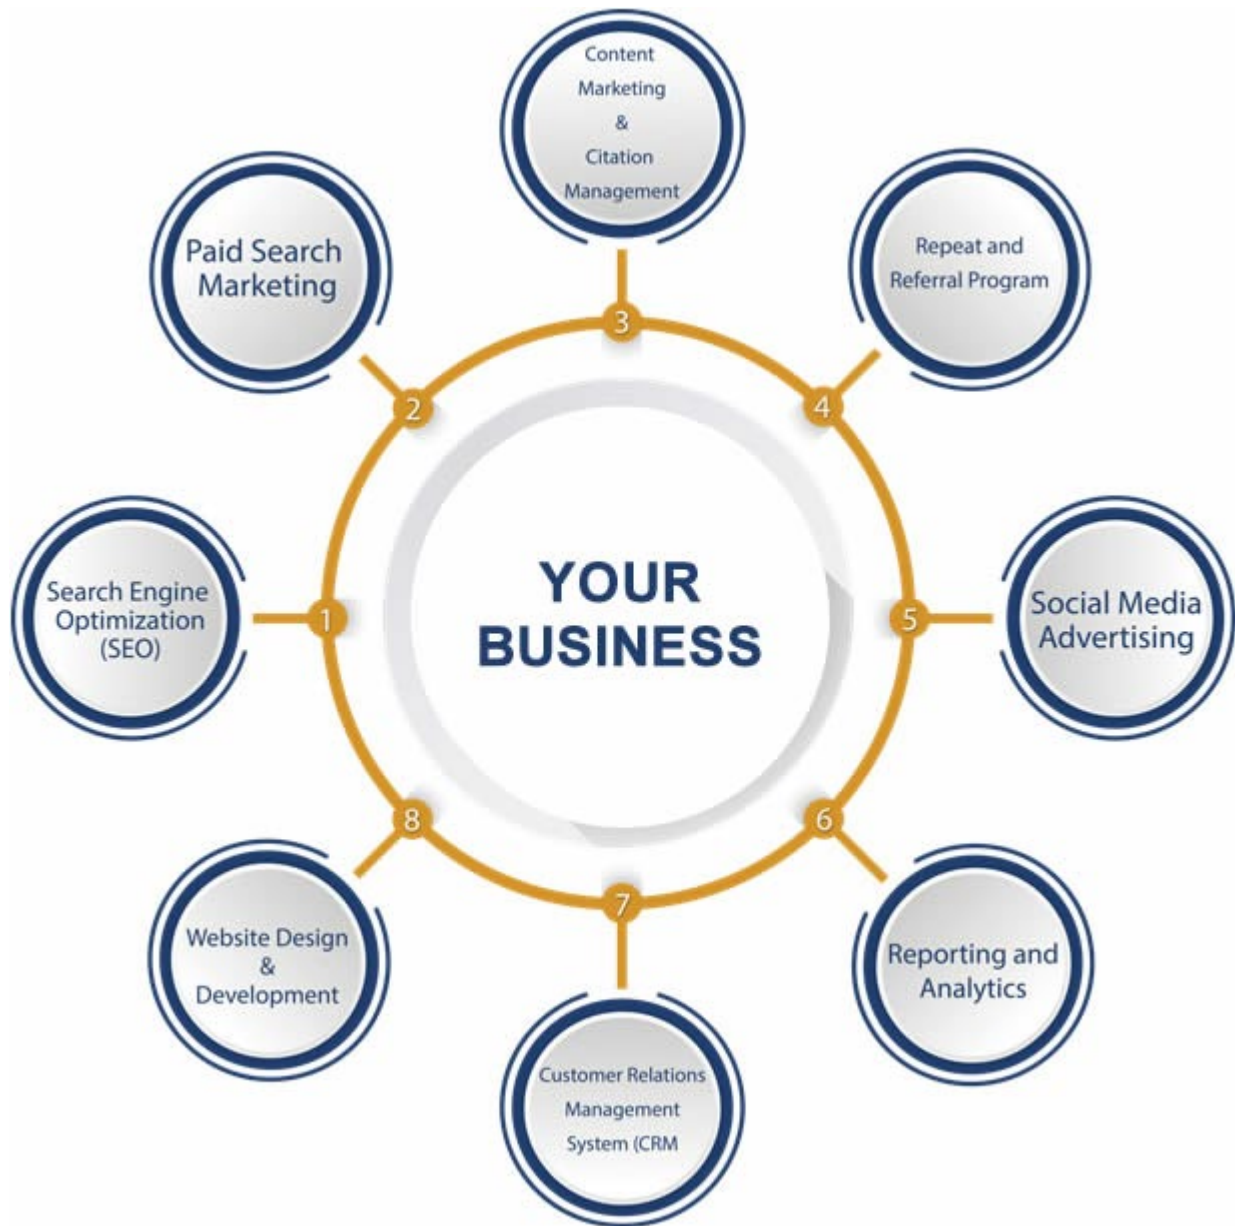 Content
Marketing
&
Citation
Management
3
Paid Search
Marketing
2
Repeat and
Referral Program
4
Search Engine
Optimization
(SEO)
1
YOUR
BUSINESS
5
Social Media
Advertising
8
Website Design
&
Development
6
Reporting and
Analytics
7
Customer Relations
Management
System (CRM